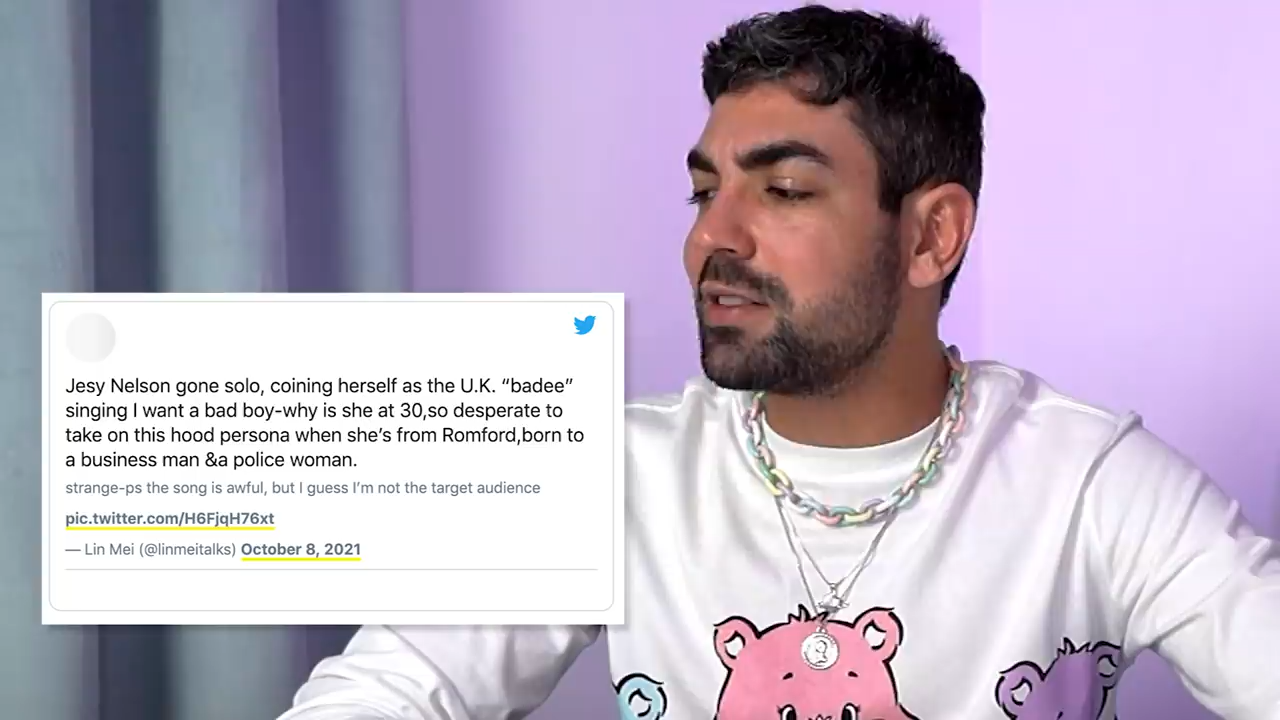 Jesy Nelson gone solo, coining herself as the U.K. “badee”
singing I want a bad boy-why is she at 30,so desperate to
take on this hood persona when she’s from Romford,born to
a business man &a police woman.
strange-ps the song is awful, but I guess I’m not the target audience
pic.twitter.com/H6FjqH76xt
— Lin Mei (@linmeitalks) October 8, 2021